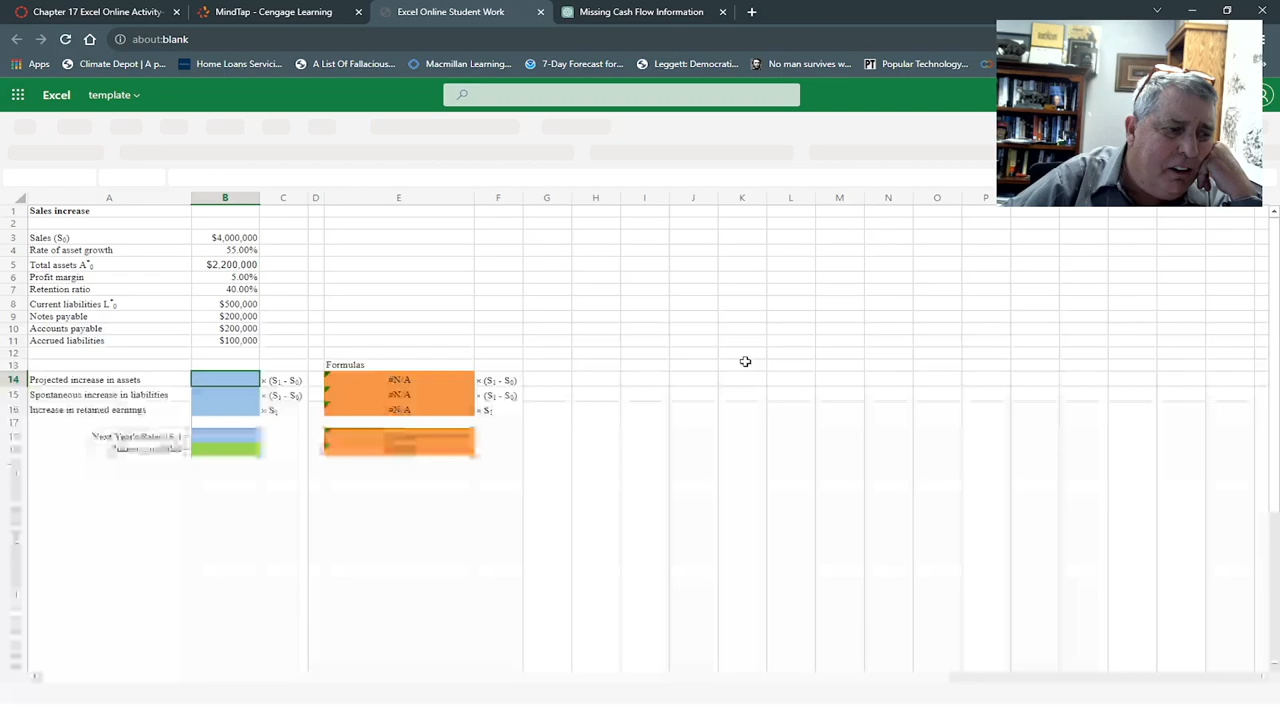 Chapter 17 Excel Online Activity-
MindTap - Cengage Learning
Excel Online Student Work
Missing Cash Flow Information
about:blank
Apps
Climate Depot | A p...
Home Loans Servic...
A List Of Fallacious...
Macmillan Learning...
7-Day Forecast for...
Leggett: Democrati...
No man survives w...
Popular Technology...
Excel
template
A B C D E F G H I J K L M N O P
1 Sales increase
2
3 Sales (S0) $4,000,000
4 Rate of asset growth 55.00%
5 Total assets A*0 $2,200,000
6 Profit margin 5.00%
7 Retention ratio 40.00%
8 Current liabilities L*0 $500,000
9 Notes payable $200,000
10 Accounts payable $200,000
11 Accrued liabilities $100,000
12
13 Formulas
14 Projected increase in assets × (S1 - S0) #N/A × (S1 - S0)
15 Spontaneous increase in liabilities × (S1 - S0) #N/A × (S1 - S0)
16 Increase in retained earnings × S1 #N/A × S1
17